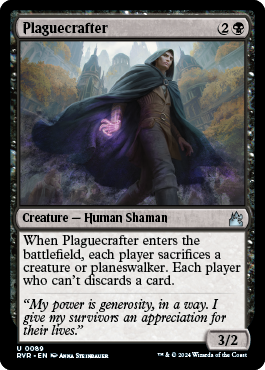 Plaguecrafter 2
Creature — Human Shaman
When Plaguecrafter enters the
battlefield, each player sacrifices a
creature or planeswalker. Each player
who can't discards a card.
“My power is generosity, in a way. I
give my survivors an appreciation for
their lives.”
3/2
U 0089
RVR • EN Anna Steinbauer ™ & © 2024 Wizards of the Coast